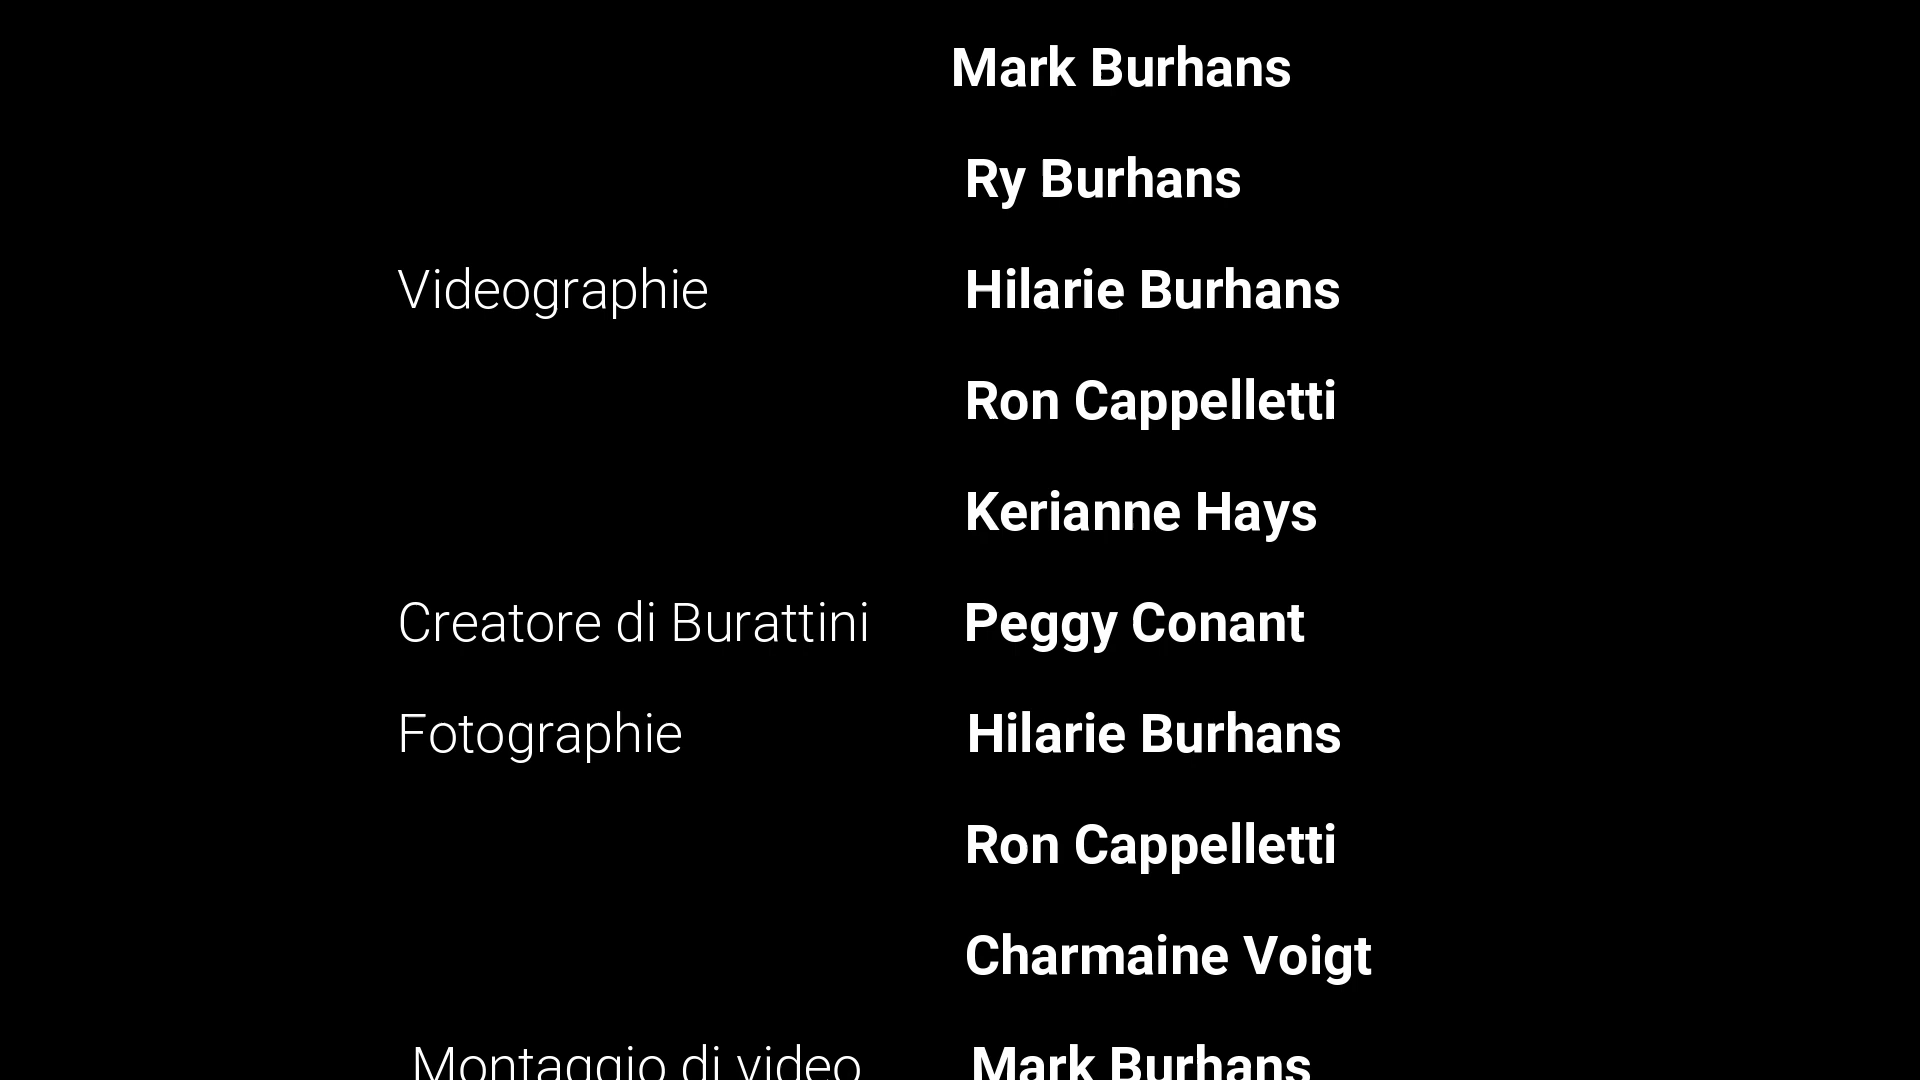 Mark Burhans
Ry Burhans
Videographie Hilarie Burhans
Ron Cappelletti
Kerianne Hays
Creatore di Burattini Peggy Conant
Fotographie Hilarie Burhans
Ron Cappelletti
Charmaine Voigt
Montaggio di video Mark Burhans